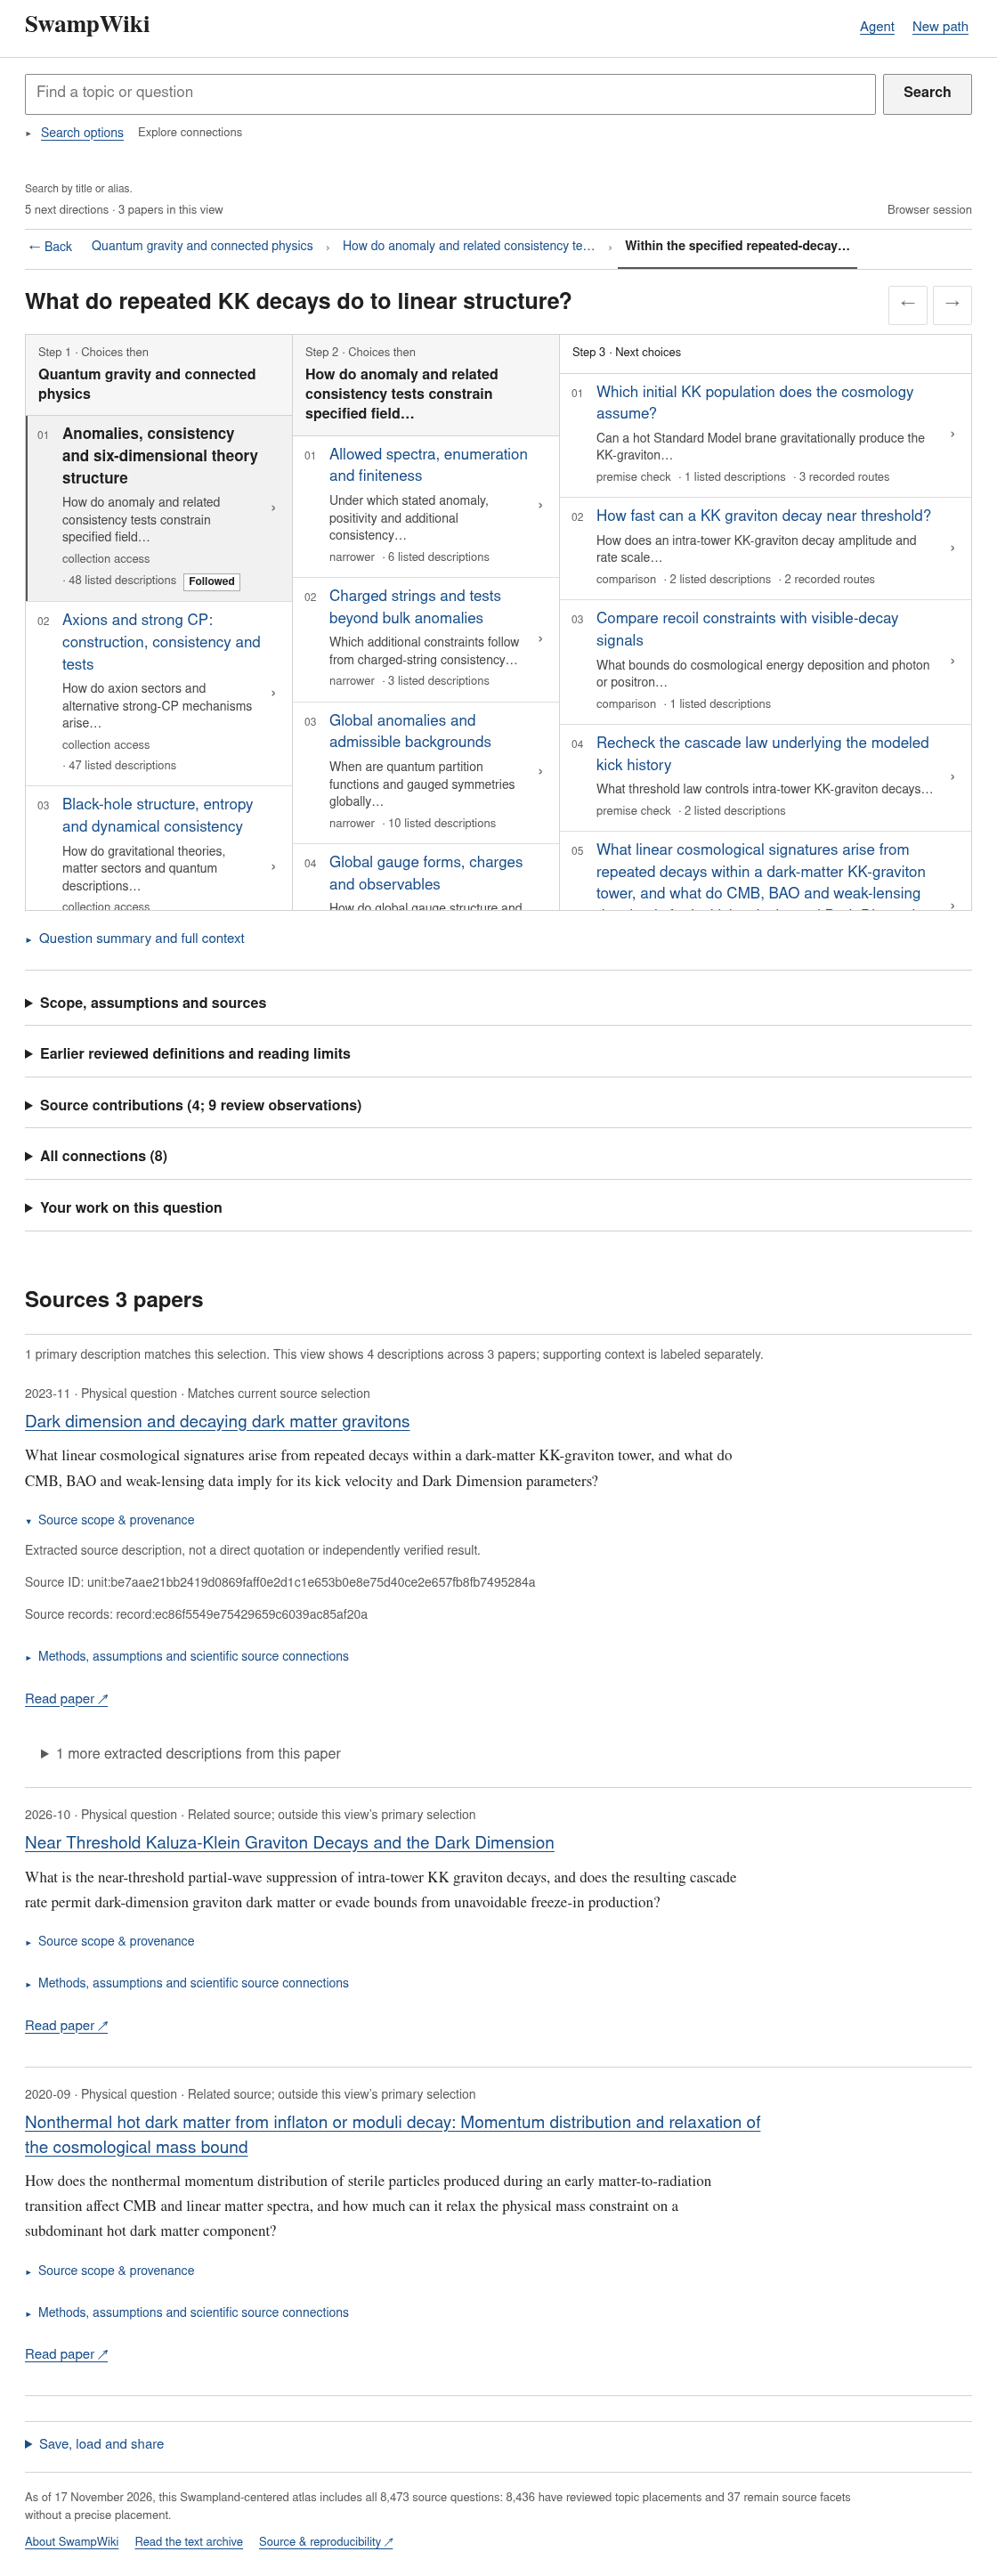 SwampWiki
Agent
New path
Find a topic or question
Search
Search options
Explore connections
Search by title or alias.
5 next directions · 3 papers in this view
Browser session
← Back
Quantum gravity and connected physics
›
How do anomaly and related consistency te…
›
Within the specified repeated-decay…
What do repeated KK decays do to linear structure?
←
→
Step 1 · Choices then
Quantum gravity and connected
physics
01
Anomalies, consistency
and six-dimensional theory
structure
How do anomaly and related
consistency tests constrain
specified field…
collection access
· 48 listed descriptions
Followed
›
02
Axions and strong CP:
construction, consistency and
tests
How do axion sectors and
alternative strong-CP mechanisms
arise…
collection access
· 47 listed descriptions
›
03
Black-hole structure, entropy
and dynamical consistency
How do gravitational theories,
matter sectors and quantum
descriptions…
collection access
›
Step 2 · Choices then
How do anomaly and related
consistency tests constrain
specified field…
01
Allowed spectra, enumeration
and finiteness
Under which stated anomaly,
positivity and additional
consistency…
narrower · 6 listed descriptions
›
02
Charged strings and tests
beyond bulk anomalies
Which additional constraints follow
from charged-string consistency…
narrower · 3 listed descriptions
›
03
Global anomalies and
admissible backgrounds
When are quantum partition
functions and gauged symmetries
globally…
narrower · 10 listed descriptions
›
04
Global gauge forms, charges
and observables
How do global gauge structure and
Step 3 · Next choices
01
Which initial KK population does the cosmology
assume?
Can a hot Standard Model brane gravitationally produce the
KK-graviton…
premise check · 1 listed descriptions · 3 recorded routes
›
02
How fast can a KK graviton decay near threshold?
How does an intra-tower KK-graviton decay amplitude and
rate scale…
comparison · 2 listed descriptions · 2 recorded routes
›
03
Compare recoil constraints with visible-decay
signals
What bounds do cosmological energy deposition and photon
or positron…
comparison · 1 listed descriptions
›
04
Recheck the cascade law underlying the modeled
kick history
What threshold law controls intra-tower KK-graviton decays…
premise check · 2 listed descriptions
›
05
What linear cosmological signatures arise from
repeated decays within a dark-matter KK-graviton
tower, and what do CMB, BAO and weak-lensing
›
Question summary and full context
Scope, assumptions and sources
Earlier reviewed definitions and reading limits
Source contributions (4; 9 review observations)
All connections (8)
Your work on this question
Sources 3 papers
1 primary description matches this selection. This view shows 4 descriptions across 3 papers; supporting context is labeled separately.
2023-11 · Physical question · Matches current source selection
Dark dimension and decaying dark matter gravitons
What linear cosmological signatures arise from repeated decays within a dark-matter KK-graviton tower, and what do
CMB, BAO and weak-lensing data imply for its kick velocity and Dark Dimension parameters?
Source scope & provenance
Extracted source description, not a direct quotation or independently verified result.
Source ID: unit:be7aae21bb2419d0869faff0e2d1c1e653b0e8e75d40ce2e657fb8fb7495284a
Source records: record:ec86f5549e75429659c6039ac85af20a
Methods, assumptions and scientific source connections
Read paper ↗
1 more extracted descriptions from this paper
2026-10 · Physical question · Related source; outside this view's primary selection
Near Threshold Kaluza-Klein Graviton Decays and the Dark Dimension
What is the near-threshold partial-wave suppression of intra-tower KK graviton decays, and does the resulting cascade
rate permit dark-dimension graviton dark matter or evade bounds from unavoidable freeze-in production?
Source scope & provenance
Methods, assumptions and scientific source connections
Read paper ↗
2020-09 · Physical question · Related source; outside this view's primary selection
Nonthermal hot dark matter from inflaton or moduli decay: Momentum distribution and relaxation of
the cosmological mass bound
How does the nonthermal momentum distribution of sterile particles produced during an early matter-to-radiation
transition affect CMB and linear matter spectra, and how much can it relax the physical mass constraint on a
subdominant hot dark matter component?
Source scope & provenance
Methods, assumptions and scientific source connections
Read paper ↗
Save, load and share
As of 17 November 2026, this Swampland-centered atlas includes all 8,473 source questions: 8,436 have reviewed topic placements and 37 remain source facets
without a precise placement.
About SwampWiki
Read the text archive
Source & reproducibility ↗